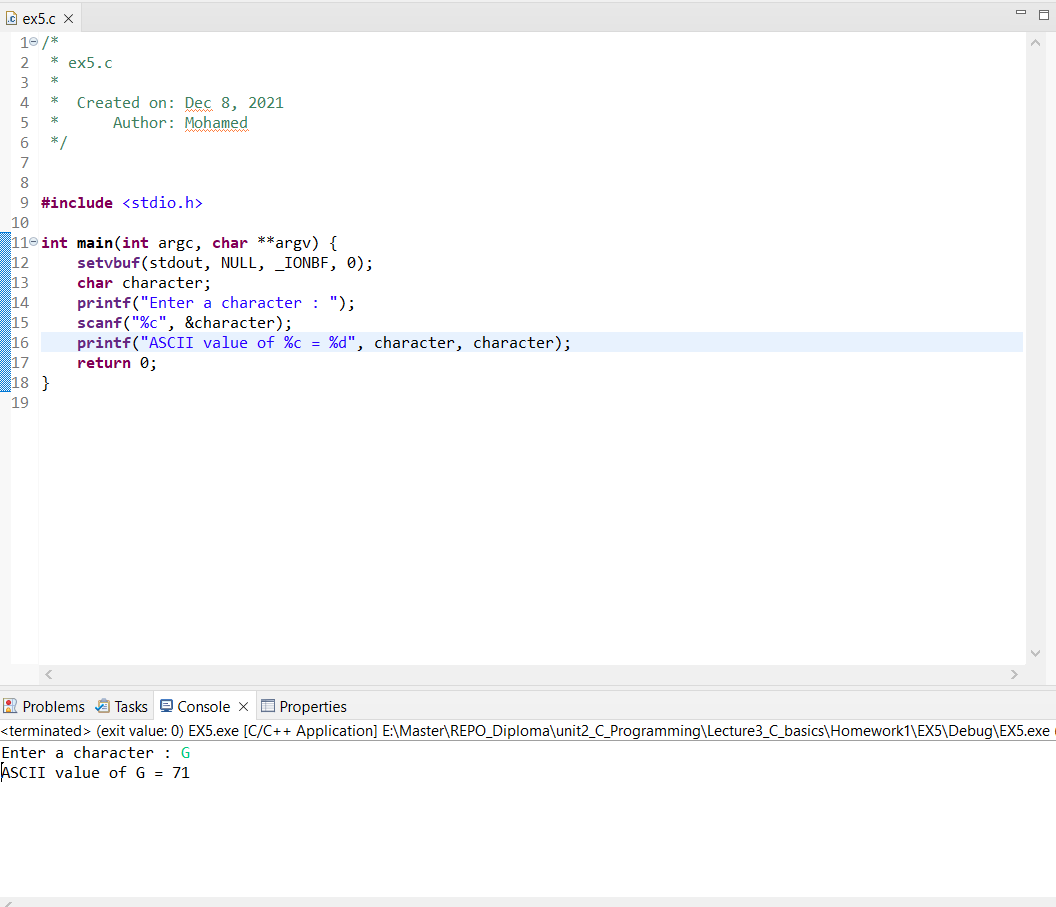 ex5.c
1 /*
2  * ex5.c
3  *
4  *  Created on: Dec 8, 2021
5  *      Author: Mohamed
6  */
7
8
9 #include <stdio.h>
10
11 int main(int argc, char **argv) {
12     setvbuf(stdout, NULL, _IONBF, 0);
13     char character;
14     printf("Enter a character : ");
15     scanf("%c", &character);
16     printf("ASCII value of %c = %d", character, character);
17     return 0;
18 }
19
Problems Tasks Console Properties
<terminated> (exit value: 0) EX5.exe [C/C++ Application] E:\Master\REPO_Diploma\unit2_C_Programming\Lecture3_C_basics\Homework1\EX5\Debug\EX5.exe (
Enter a character : G
ASCII value of G = 71